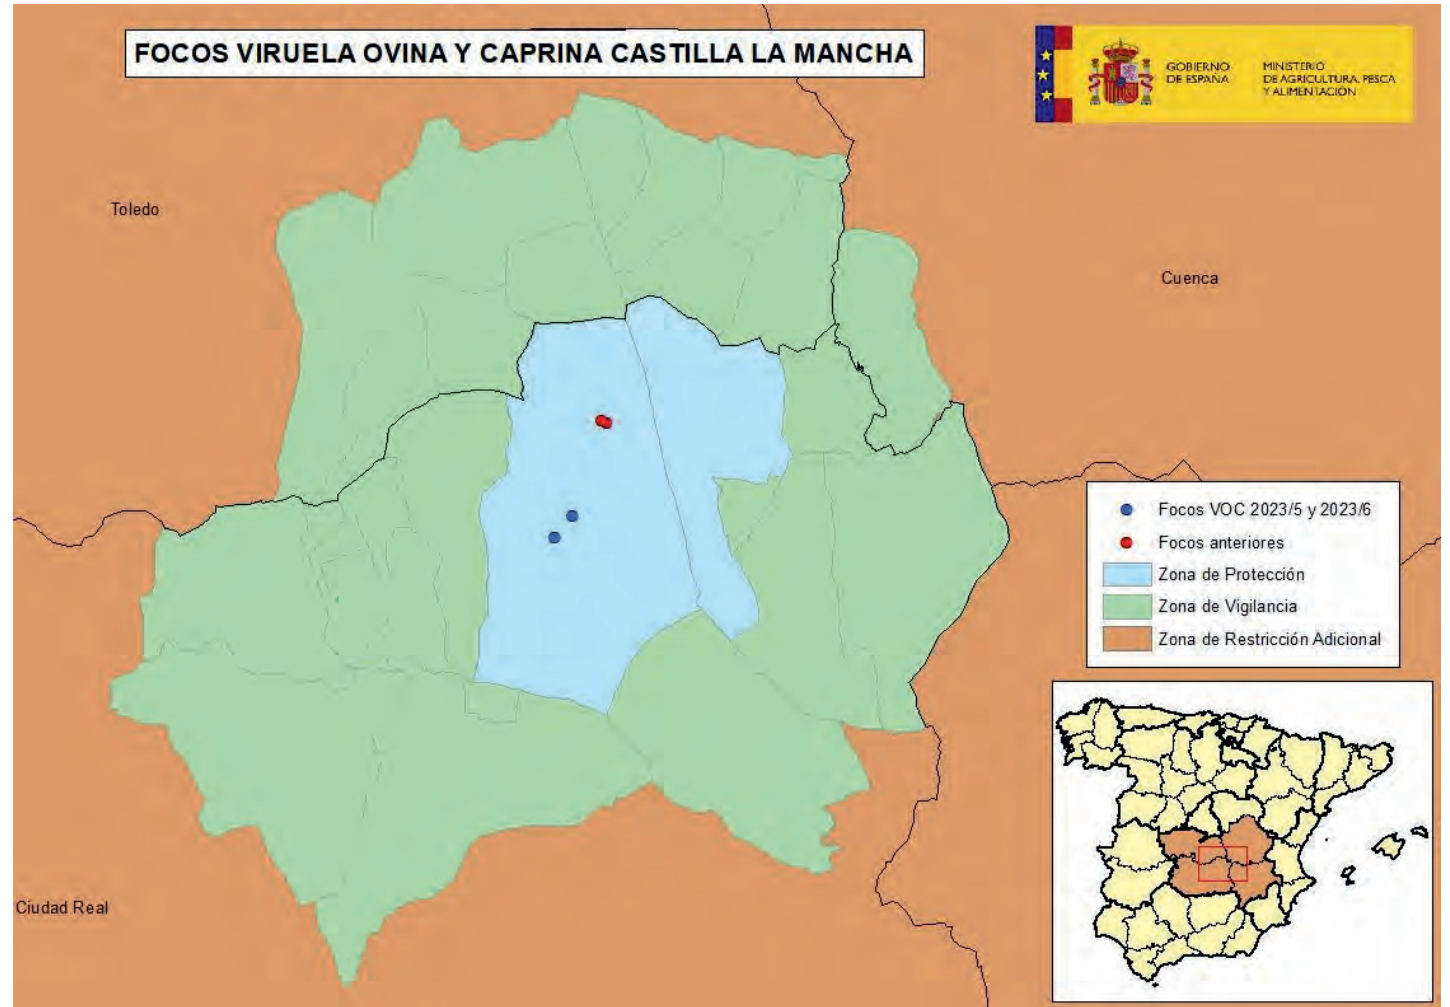 FOCOS VIRUELA OVINA Y CAPRINA CASTILLA LA MANCHA
GOBIERNO
DE ESPAÑA
MINISTERIO
DE AGRICULTURA, PESCA
Y ALIMENTACIÓN
Toledo
Cuenca
Focos VOC 2023/5 y 2023/6
Focos anteriores
Zona de Protección
Zona de Vigilancia
Zona de Restricción Adicional
Ciudad Real